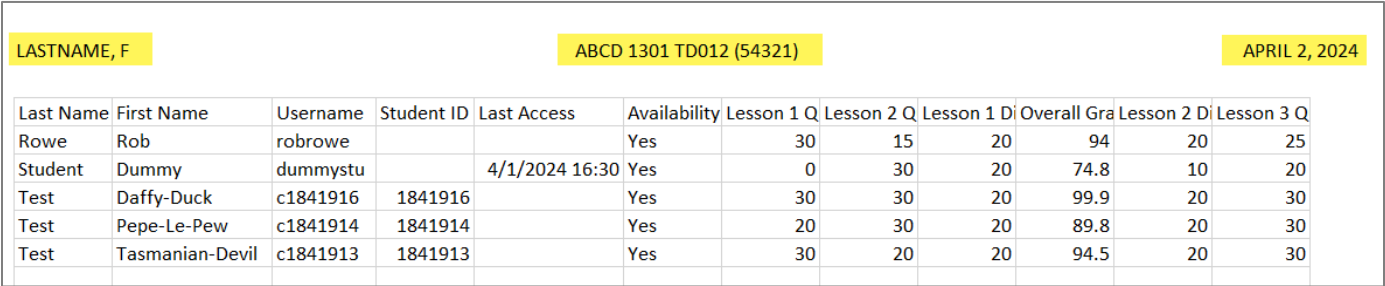 LASTNAME, F ABCD 1301 TD012 (54321) APRIL 2, 2024
Last Name First Name Username Student ID Last Access Availability Lesson 1 Q Lesson 2 Q Lesson 1 Di Overall Gra Lesson 2 Di Lesson 3 Q
Rowe Rob robrowe Yes 30 15 20 94 20 25
Student Dummy dummystu 4/1/2024 16:30 Yes 0 30 20 74.8 10 20
Test Daffy-Duck c1841916 1841916 Yes 30 30 20 99.9 20 30
Test Pepe-Le-Pew c1841914 1841914 Yes 20 30 20 89.8 20 30
Test Tasmanian-Devil c1841913 1841913 Yes 30 20 20 94.5 20 30